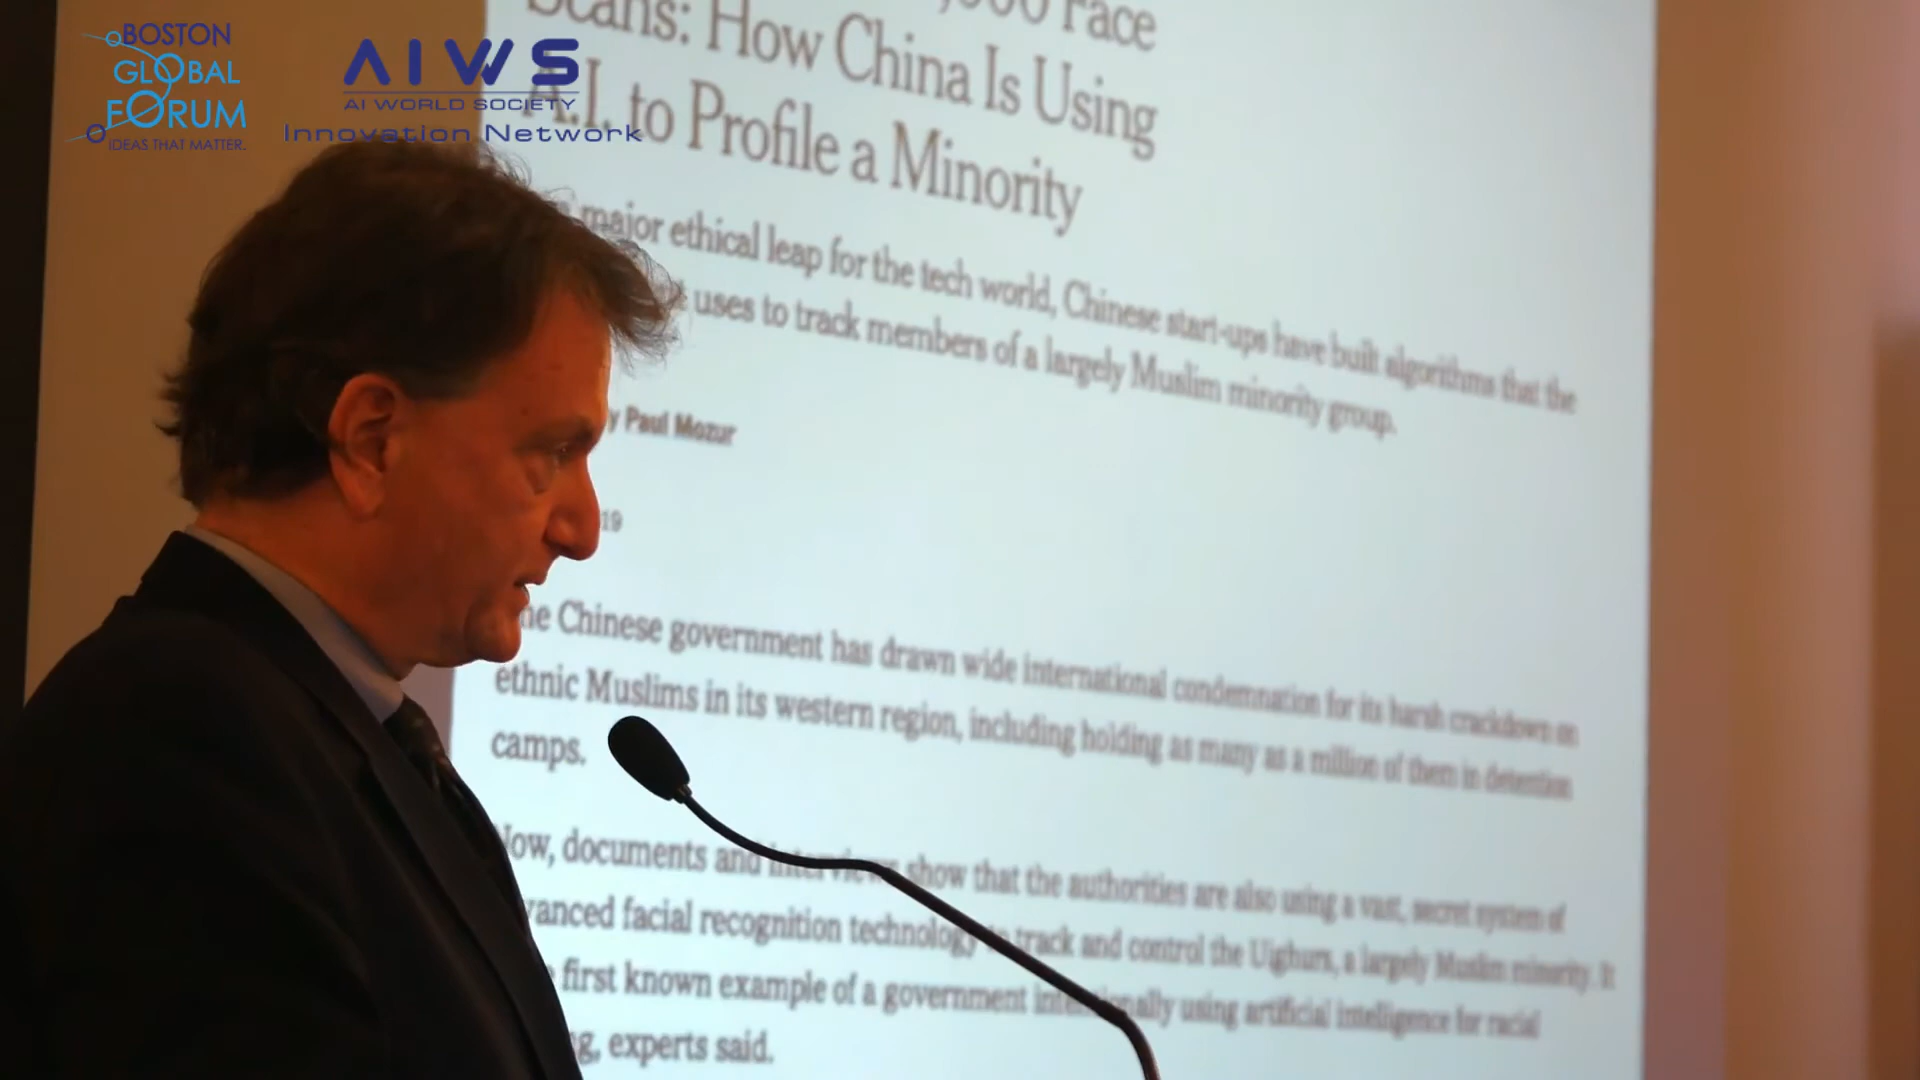 BOSTON
GLOBAL
FORUM
IDEAS THAT MATTER.
AIWS
AI WORLD SOCIETY
Innovation Network
Face
Scans: How China Is Using
A.I. to Profile a Minority
major ethical leap for the tech world, Chinese start-ups have built algorithms that the
uses to track members of a largely Muslim minority group.
Paul Mozur
19
Chinese government has drawn wide international condemnation for its harsh crackdown on
ethnic Muslims in its western region, including holding as many as a million of them in detention
camps.
Now, documents and interviews show that the authorities are also using a vast, secret system of
facial recognition technology to track and control the Uighurs, a largely Muslim minority. It
first known example of a government intentionally using artificial intelligence for racial
experts said.